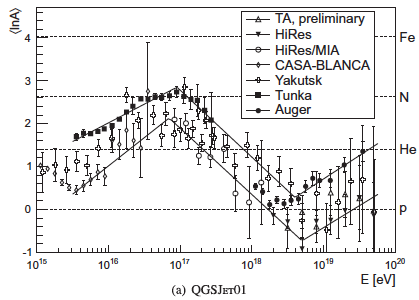 ⟨lnA⟩
4
3
2
1
0
-1
TA, preliminary
HiRes
HiRes/MIA
CASA-BLANCA
Yakutsk
Tunka
Auger
Fe
N
He
p
10^15 10^16 10^17 10^18 10^19 10^20
E [eV]
(a) QGSJET01